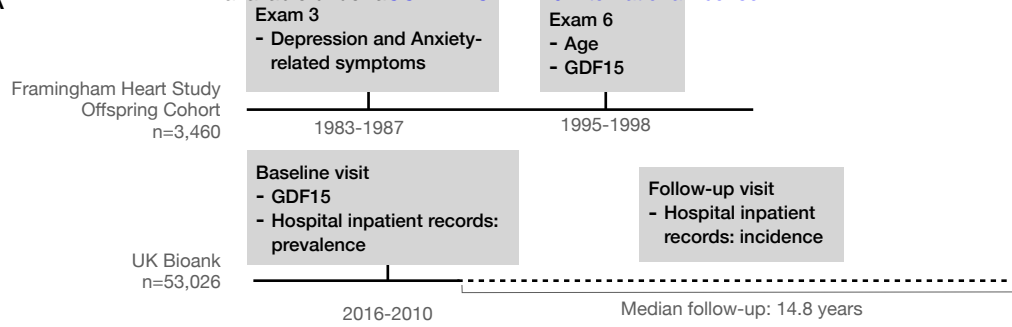 Exam 3
- Depression and Anxiety-
related symptoms
Exam 6
- Age
- GDF15
Framingham Heart Study
Offspring Cohort
n=3,460
1983-1987
1995-1998
Baseline visit
- GDF15
- Hospital inpatient records:
prevalence
Follow-up visit
- Hospital inpatient
records: incidence
UK Bioank
n=53,026
2016-2010
Median follow-up: 14.8 years